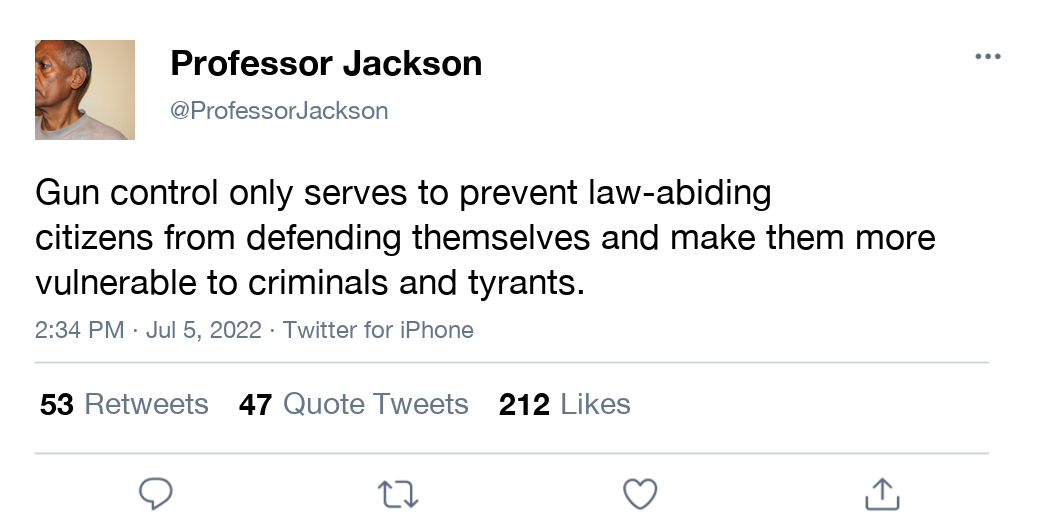 Professor Jackson
@ProfessorJackson
Gun control only serves to prevent law-abiding
citizens from defending themselves and make them more
vulnerable to criminals and tyrants.
2:34 PM · Jul 5, 2022 · Twitter for iPhone
53 Retweets 47 Quote Tweets 212 Likes